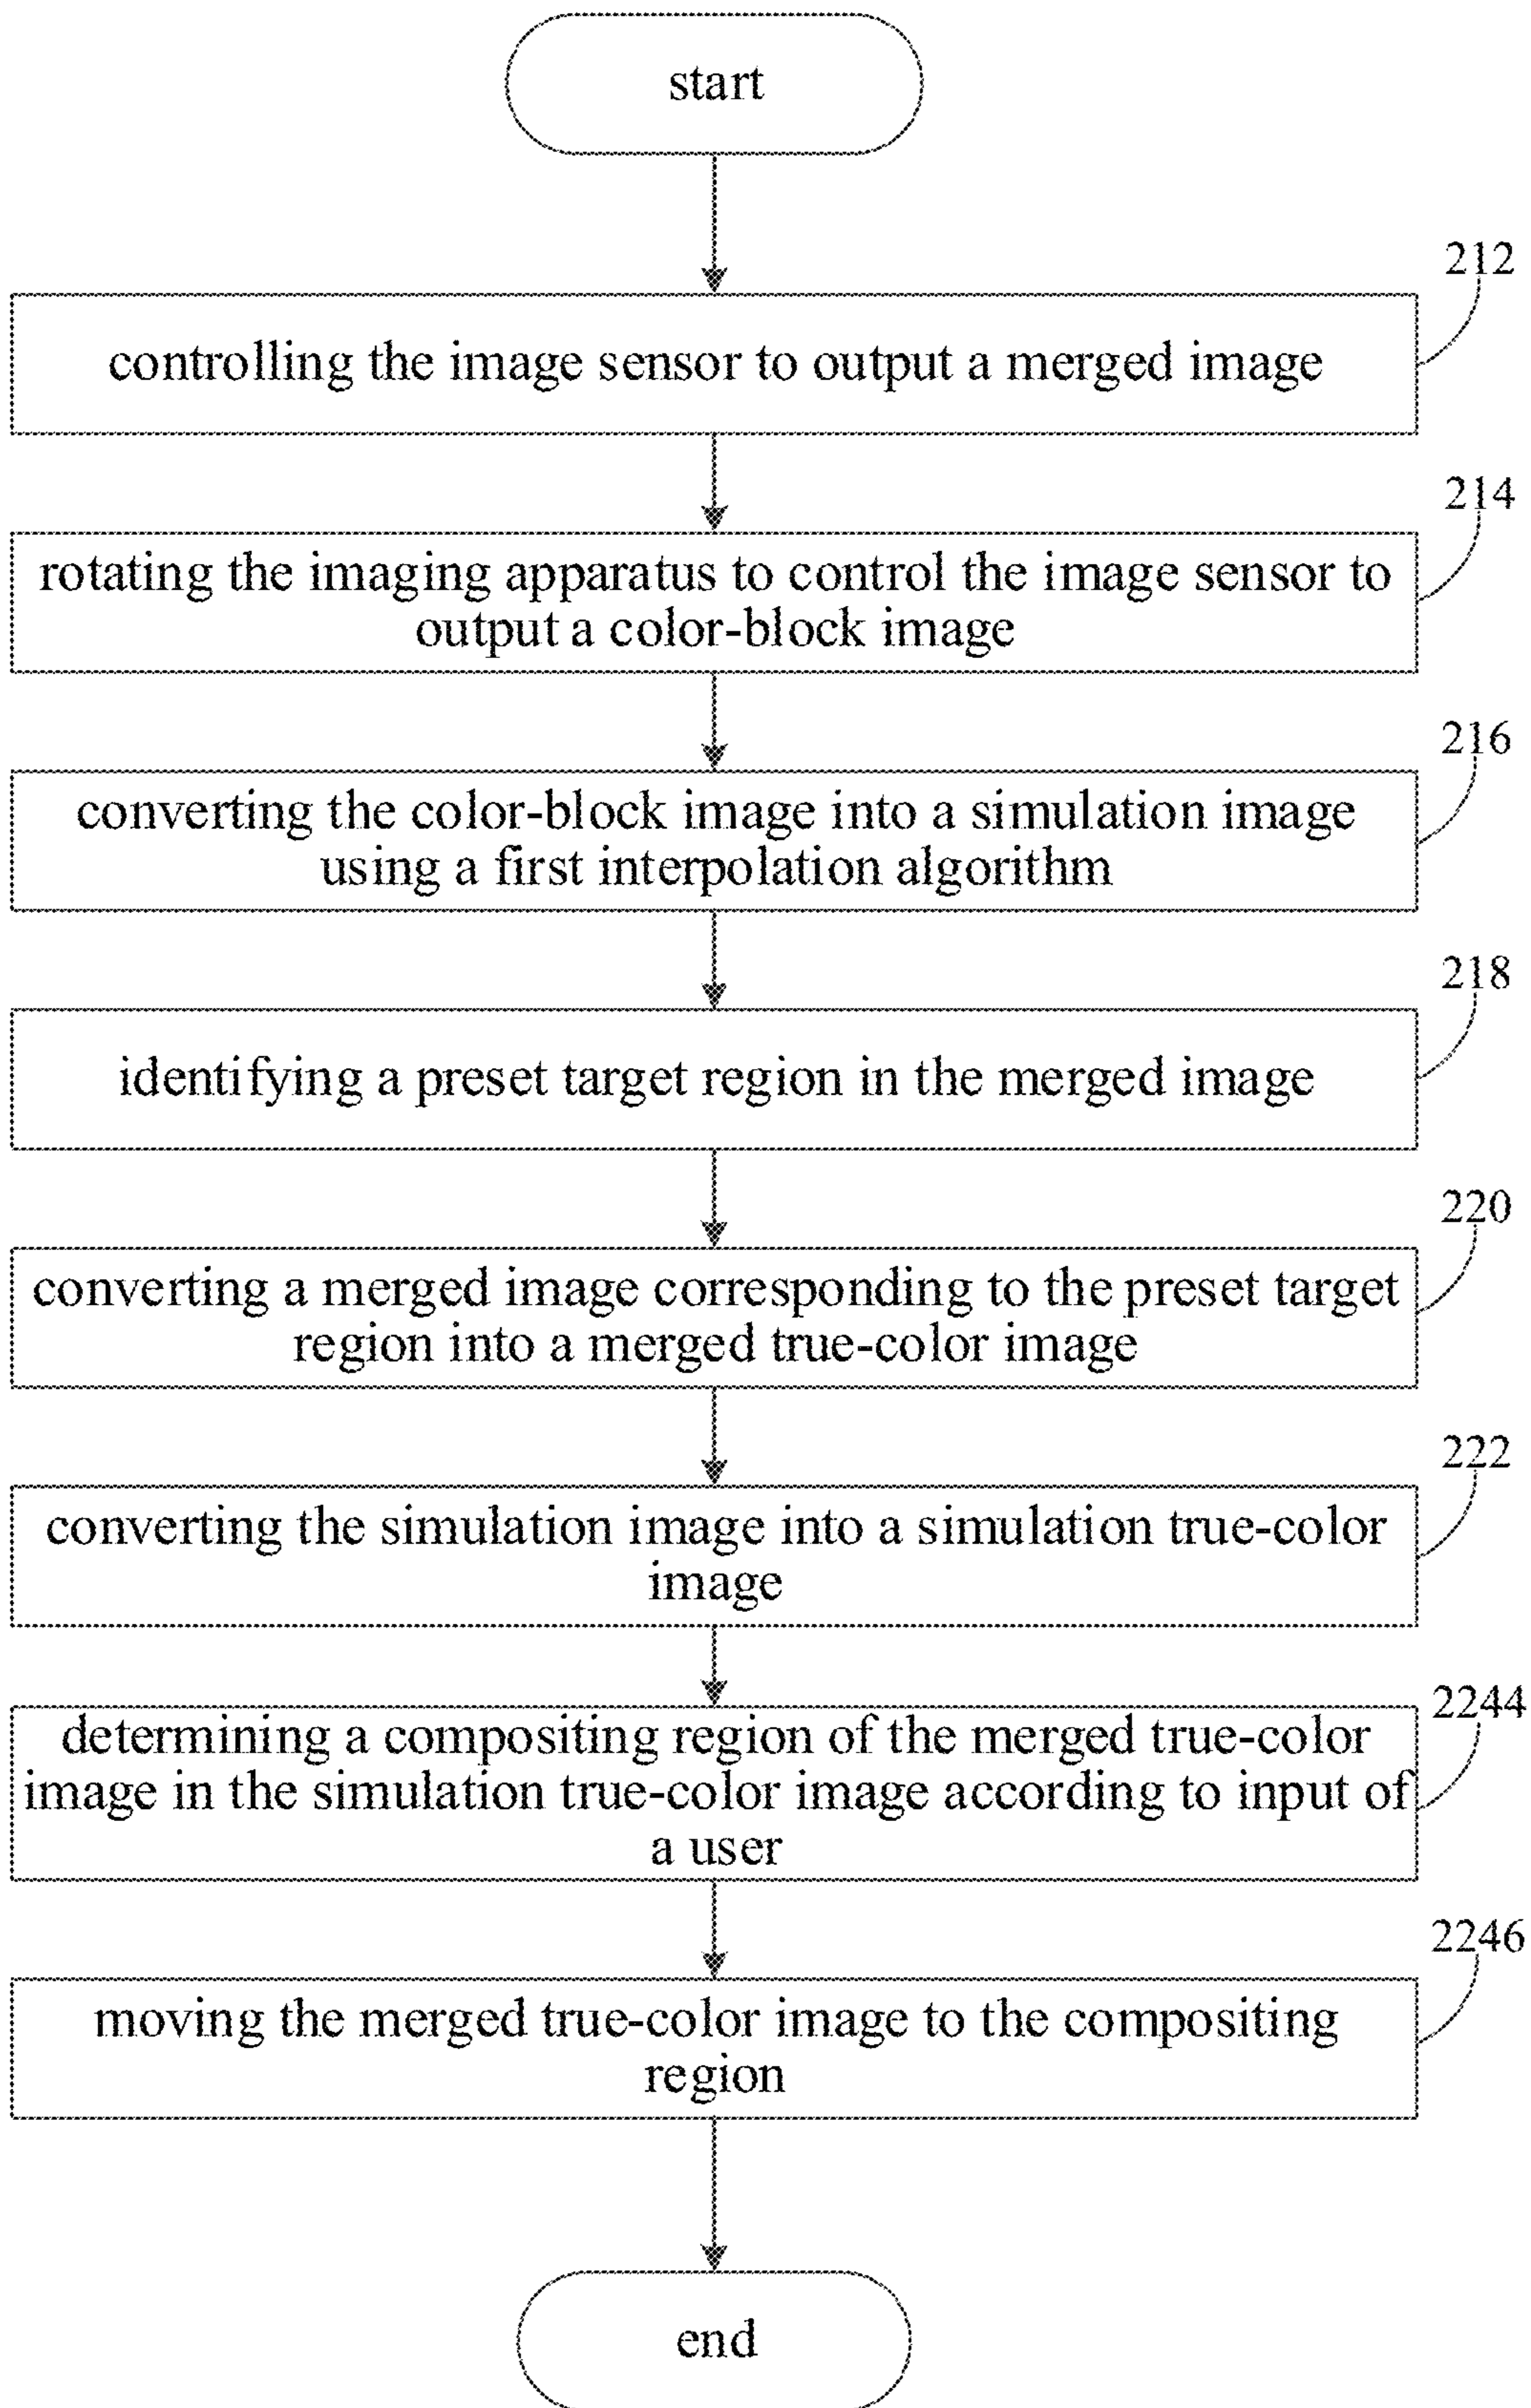 start
212
controlling the image sensor to output a merged image
214
rotating the imaging apparatus to control the image sensor to
output a color-block image
216
converting the color-block image into a simulation image
using a first interpolation algorithm
218
identifying a preset target region in the merged image
220
converting a merged image corresponding to the preset target
region into a merged true-color image
222
converting the simulation image into a simulation true-color
image
2244
determining a compositing region of the merged true-color
image in the simulation true-color image according to input of
a user
2246
moving the merged true-color image to the compositing
region
end